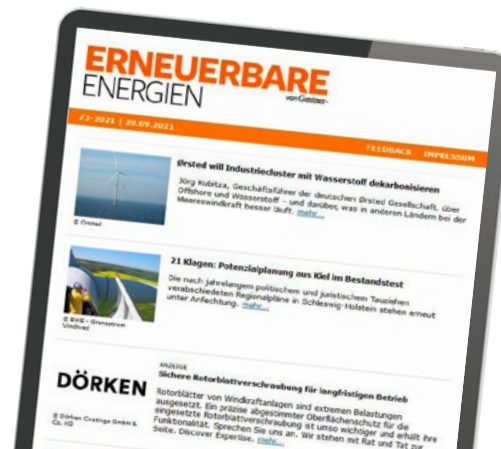 ERNEUERBARE
ENERGIEN
von Gentner
73-2021 | 20.09.2021
FEEDBACK IMPRESSUM
Ørsted will Industriecluster mit Wasserstoff dekarbonisieren
Jörg Kubitza, Geschäftsführer der deutschen Ørsted Gesellschaft, über
Offshore und Wasserstoff – und darüber, was in anderen Ländern bei der
Meereswindkraft besser läuft. mehr...
© Ørsted
21 Klagen: Potenzialplanung aus Kiel im Bestandstest
Die nach jahrelangem politischem und juristischem Tauziehen
verabschiedeten Regionalpläne in Schleswig-Holstein stehen erneut
unter Anfechtung. mehr...
© BWE - Grenzstrom
Vindtved
ANZEIGE
Sichere Rotorblattverschraubung für langfristigen Betrieb
DÖRKEN
Rotorblätter von Windkraftanlagen sind extremen Belastungen
ausgesetzt. Ein präzise abgestimmter Oberflächenschutz für die
eingesetzte Rotorblattverschraubung ist umso wichtiger und erhält ihre
Funktionalität. Sprechen Sie uns an. Wir stehen mit Rat und Tat zur
Seite. Discover Expertise. mehr...
© Dörken Coatings GmbH &
Co. KG